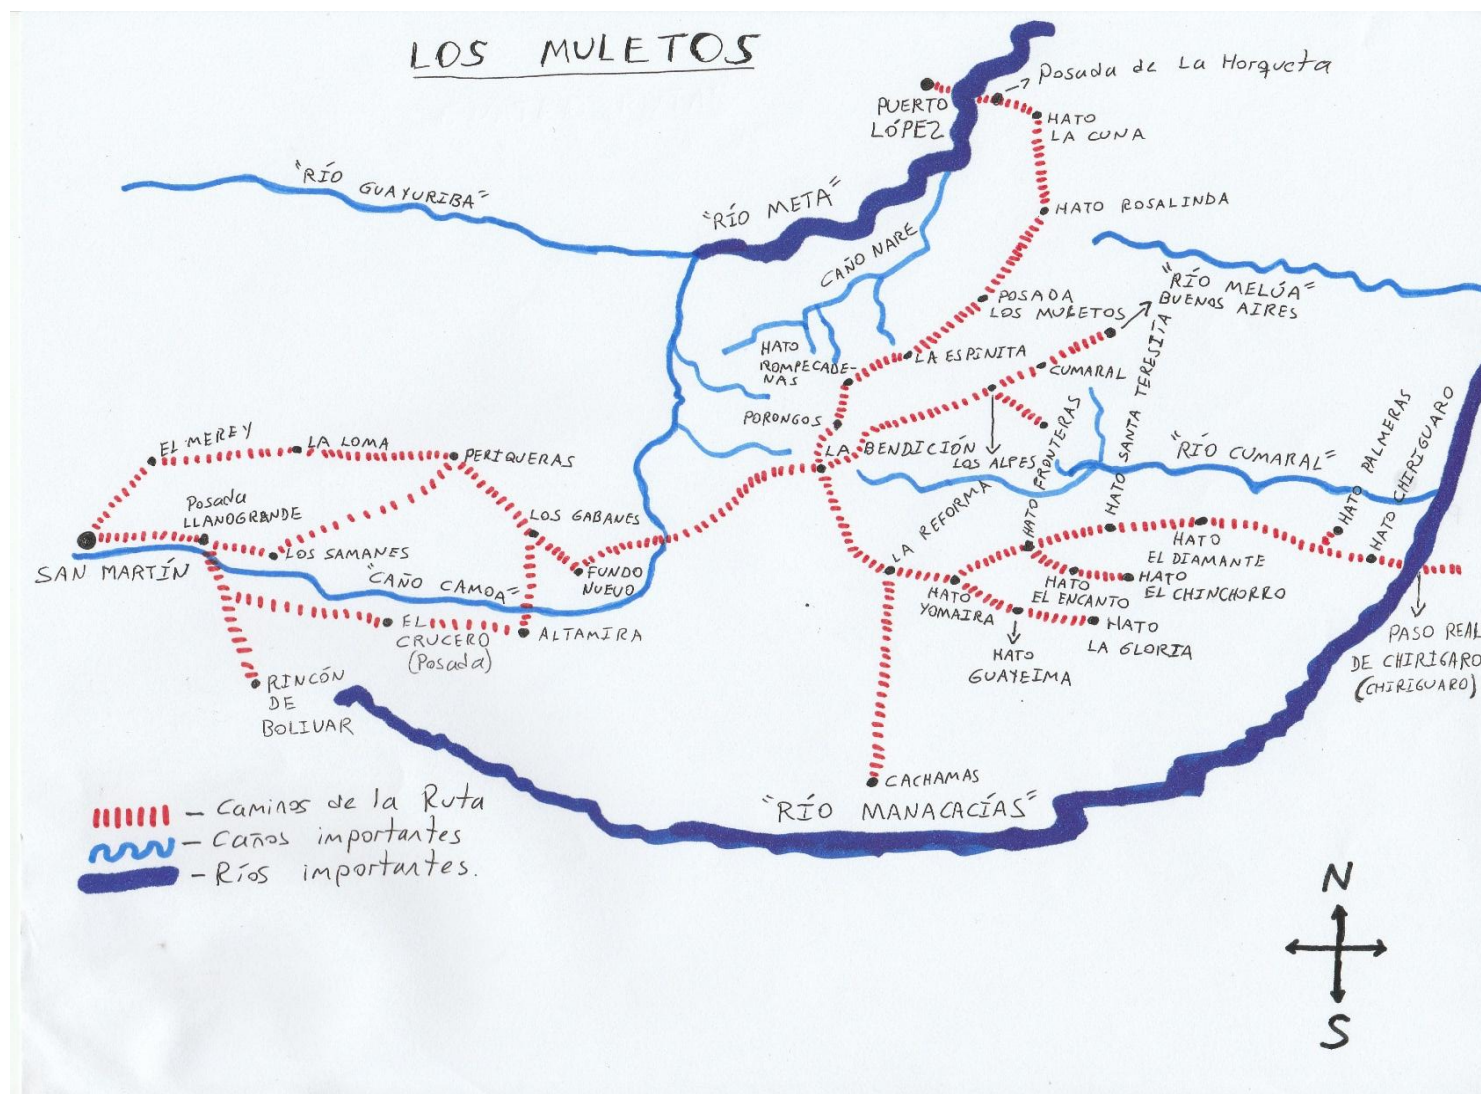 LOS MULETOS
Posada de La Horqueta
PUERTO
LÓPEZ
HATO
LA CUNA
"RÍO GUAYURIBA"
"RÍO META"
HATO ROSALINDA
CAÑO NARE
"RÍO MELÚA"
BUENOS AIRES
POSADA
LOS MULETOS
HATO
ROMPECADE-
NAS
LA ESPINITA
CUMARAL
HATO SANTA TERESITA
PORONGOS
LA BENDICIÓN
LOS ALPES
HATO FRONTERAS
"RÍO CUMARAL"
HATO PALMERAS
HATO CHIRIGUARO
EL MEREY
LA LOMA
PERIQUERAS
Posada
LLANOGRANDE
LOS GABANES
LA REFORMA
LOS SAMANES
SAN MARTÍN
"CAÑO CAMOA"
FUNDO
NUEVO
HATO
EL DIAMANTE
HATO
EL ENCANTO
HATO
EL CHINCHORRO
HATO
YOMAIRA
EL
CRUCERO
(Posada)
ALTAMIRA
HATO
LA GLORIA
HATO
GUAYEIMA
PASO REAL
DE CHIRIGARO
(CHIRIGUARO)
RINCÓN
DE
BOLIVAR
CACHAMAS
"RÍO MANACACÍAS"
- Caminos de la Ruta
- Caños importantes
- Ríos importantes.
N
S